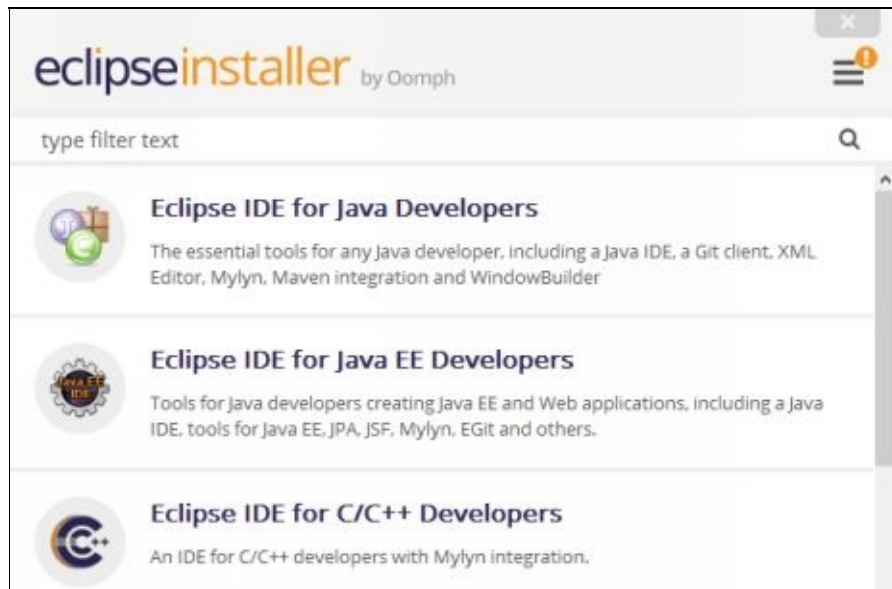 eclipseinstaller by Oomph
type filter text
Eclipse IDE for Java Developers
The essential tools for any Java developer, including a Java IDE, a Git client, XML
Editor, Mylyn, Maven integration and WindowBuilder
Java EE
IDE
Eclipse IDE for Java EE Developers
Tools for Java developers creating Java EE and Web applications, including a Java
IDE, tools for Java EE, JPA, JSF, Mylyn, EGit and others.
C++
Eclipse IDE for C/C++ Developers
An IDE for C/C++ developers with Mylyn integration.